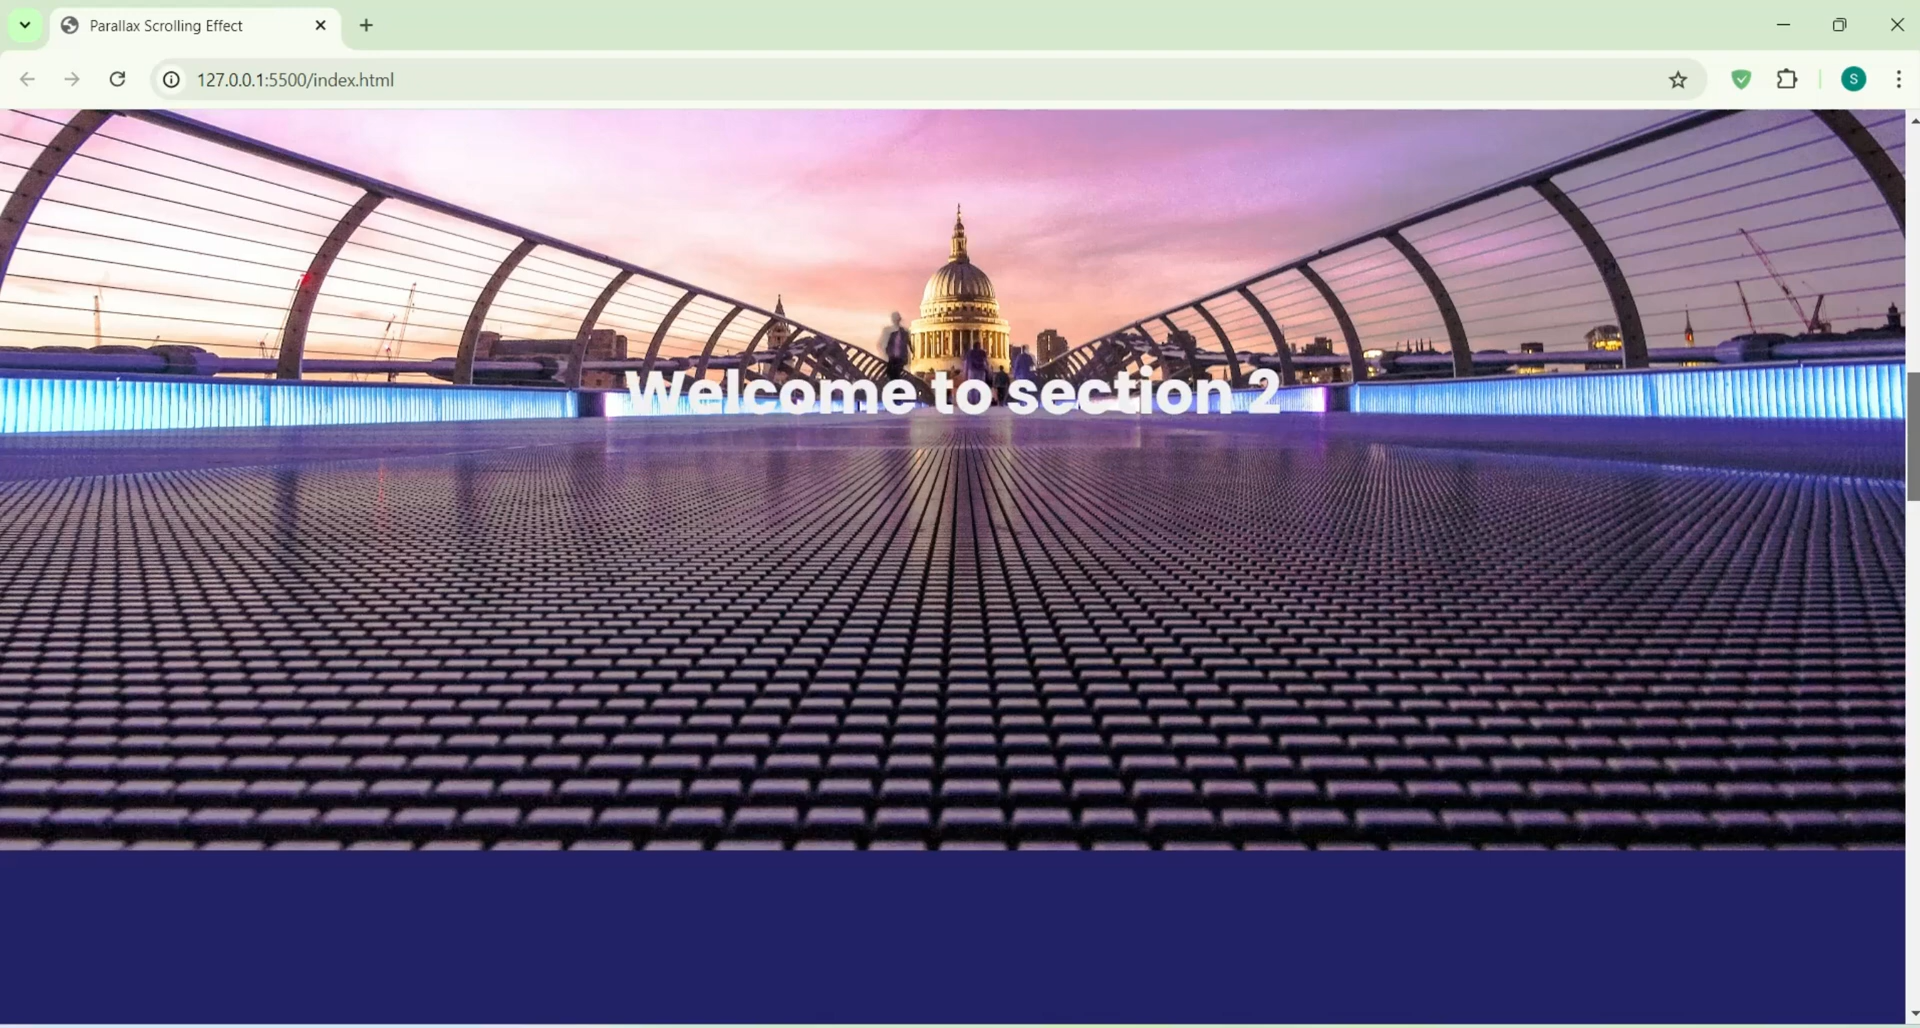 Parallax Scrolling Effect
127.0.0.1:5500/index.html
S
Welcome to section 2